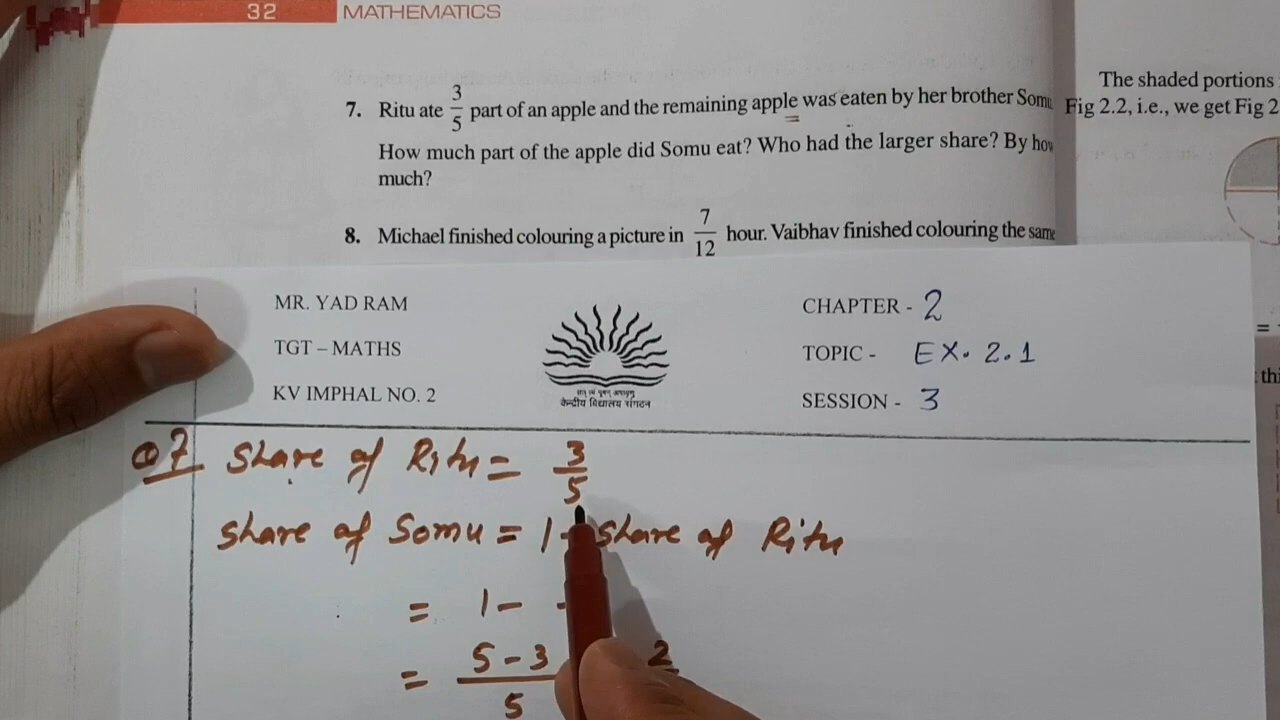 32 MATHEMATICS
7. Ritu ate 3/5 part of an apple and the remaining apple was eaten by her brother Somu
How much part of the apple did Somu eat? Who had the larger share? By how
much?
8. Michael finished colouring a picture in 7/12 hour. Vaibhav finished colouring the same
The shaded portions
Fig 2.2, i.e., we get Fig 2
MR. YAD RAM
TGT – MATHS
KV IMPHAL NO. 2
केन्द्रीय विद्यालय संगठन
CHAPTER - 2
TOPIC - EX. 2.1
SESSION - 3
Q7 Share of Ritu = 3/5
Share of Somu = 1 - Share of Ritu
= 1 -
= 5-3/5 2